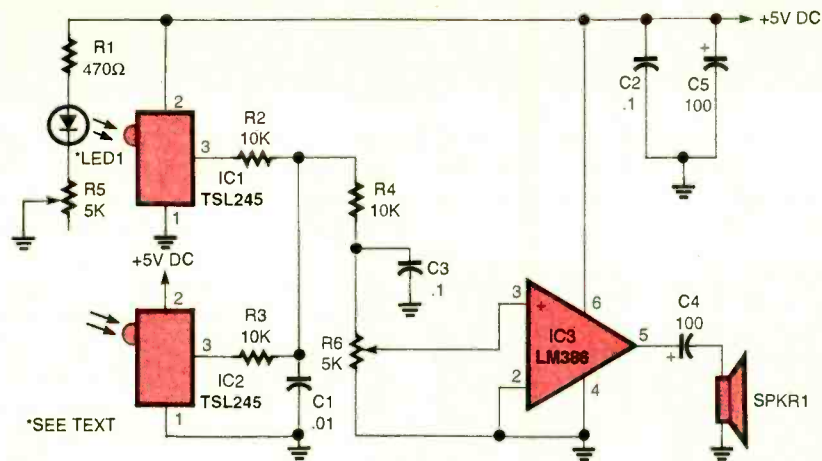 +5V DC
R1
470Ω
*LED1
R5
5K
2
3
1
IC1
TSL245
R2
10K
+5V DC
2
3
1
IC2
TSL245
R3
10K
C1
.01
*SEE TEXT
R4
10K
C3
.1
R6
5K
3
+
2
6
4
5
IC3
LM386
C4
100
+
SPKR1
C2
.1
+
C5
100